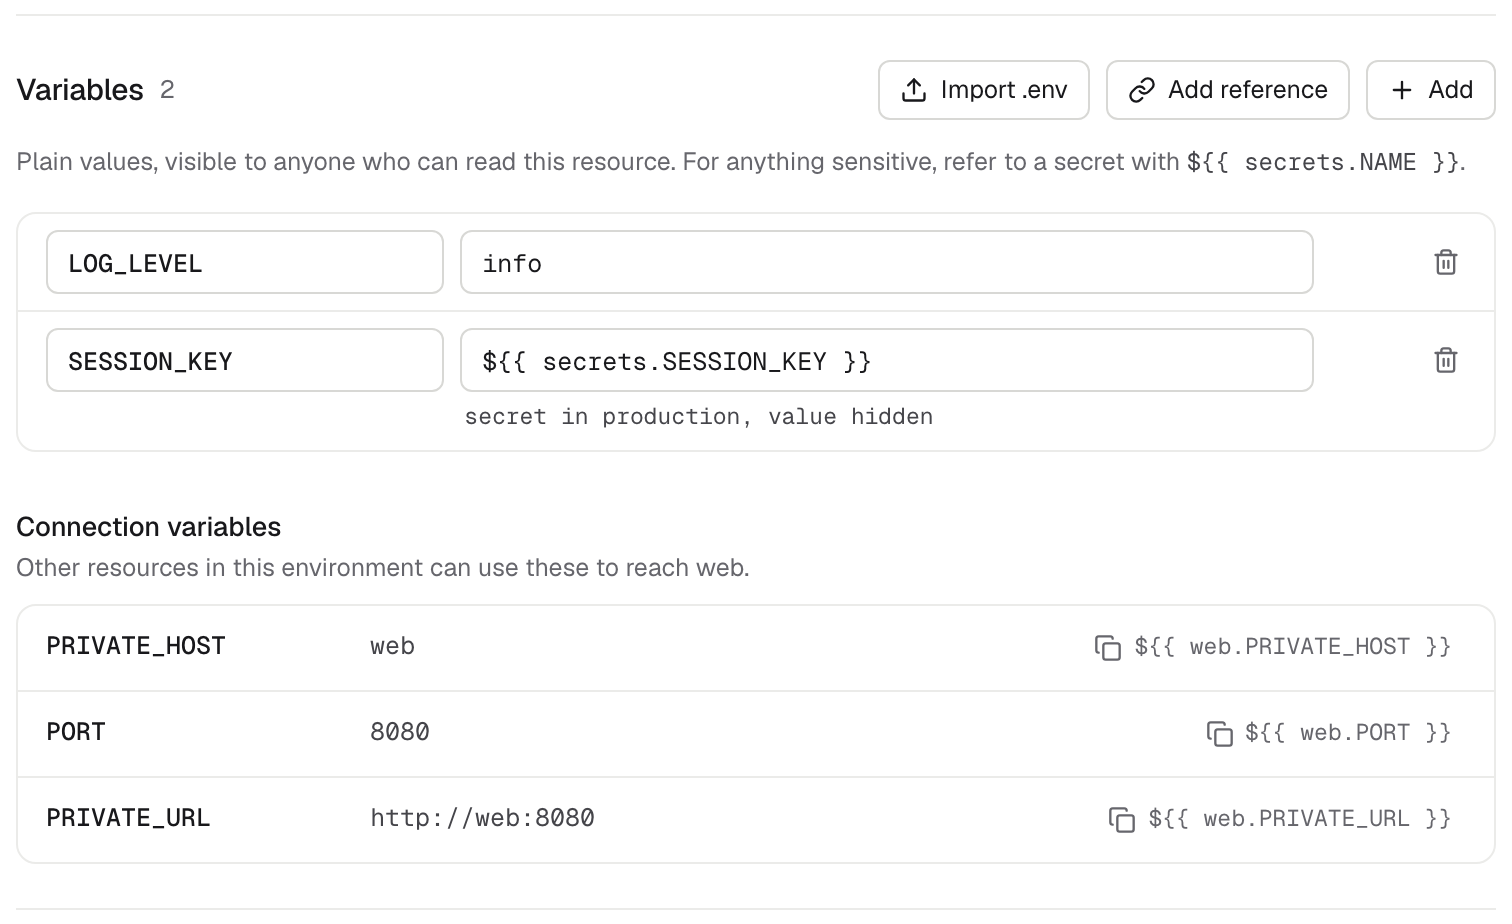 Variables 2
Import .env
Add reference
Add
Plain values, visible to anyone who can read this resource. For anything sensitive, refer to a secret with ${{ secrets.NAME }}.
LOG_LEVEL info
SESSION_KEY ${{ secrets.SESSION_KEY }}
secret in production, value hidden
Connection variables
Other resources in this environment can use these to reach web.
PRIVATE_HOST web ${{ web.PRIVATE_HOST }}
PORT 8080 ${{ web.PORT }}
PRIVATE_URL http://web:8080 ${{ web.PRIVATE_URL }}